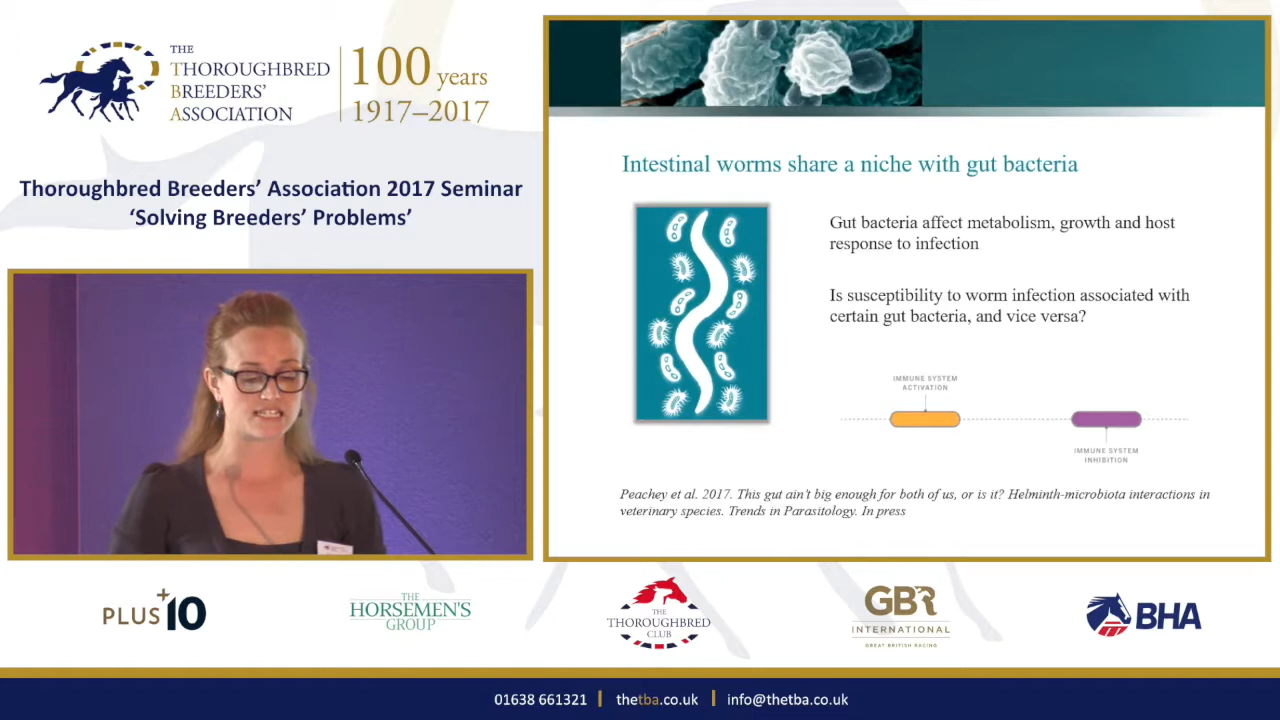 THE
THOROUGHBRED
BREEDERS'
ASSOCIATION
100 years
1917–2017
Thoroughbred Breeders' Association 2017 Seminar
'Solving Breeders' Problems'
Intestinal worms share a niche with gut bacteria
Gut bacteria affect metabolism, growth and host
response to infection
Is susceptibility to worm infection associated with
certain gut bacteria, and vice versa?
IMMUNE SYSTEM
ACTIVATION
IMMUNE SYSTEM
INHIBITION
Peachey et al. 2017. This gut ain't big enough for both of us, or is it? Helminth-microbiota interactions in
veterinary species. Trends in Parasitology. In press
PLUS+10
THE
HORSEMEN'S
GROUP
THE
THOROUGHBRED
CLUB
GBR
INTERNATIONAL
GREAT BRITISH RACING
BHA
01638 661321 | thetba.co.uk | info@thetba.co.uk